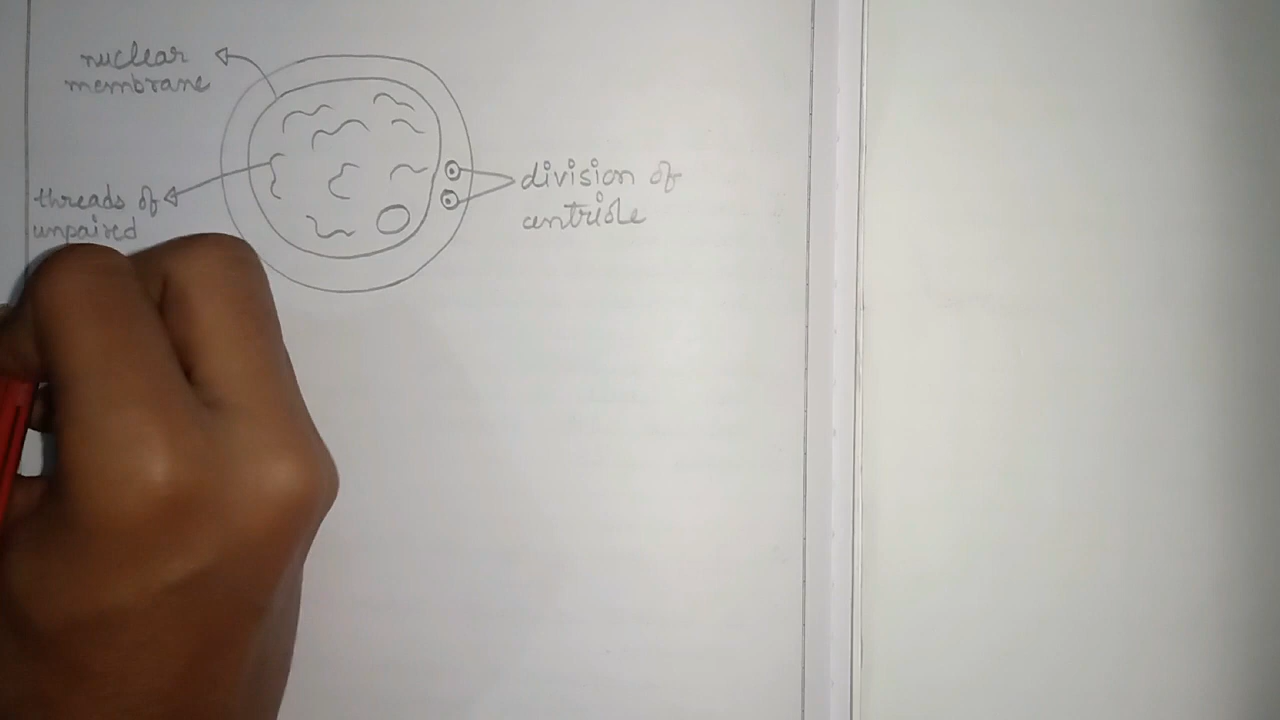 nuclear
membrane
threads of
unpaired
division of
centriole